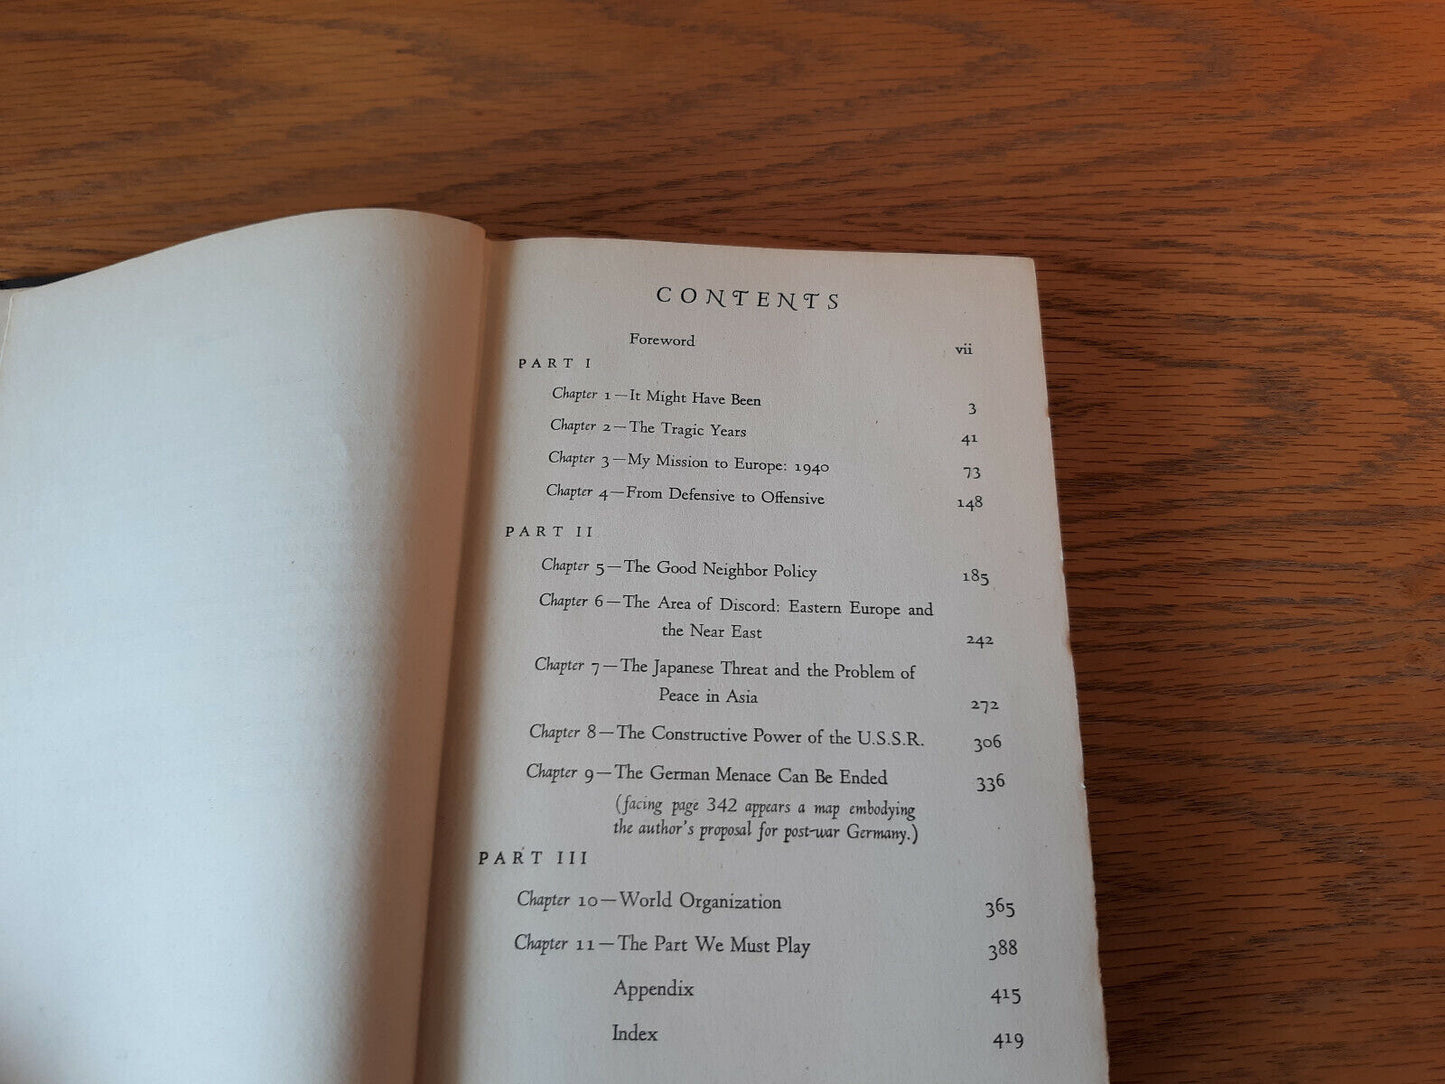 CONTENTS
Foreword vii
PART I
Chapter 1—It Might Have Been 3
Chapter 2—The Tragic Years 41
Chapter 3—My Mission to Europe: 1940 73
Chapter 4—From Defensive to Offensive 148
PART II
Chapter 5—The Good Neighbor Policy 185
Chapter 6—The Area of Discord: Eastern Europe and
the Near East 242
Chapter 7—The Japanese Threat and the Problem of
Peace in Asia 272
Chapter 8—The Constructive Power of the U.S.S.R. 306
Chapter 9—The German Menace Can Be Ended 336
(facing page 342 appears a map embodying
the author's proposal for post-war Germany.)
PART III
Chapter 10—World Organization 365
Chapter 11—The Part We Must Play 388
Appendix 415
Index 419